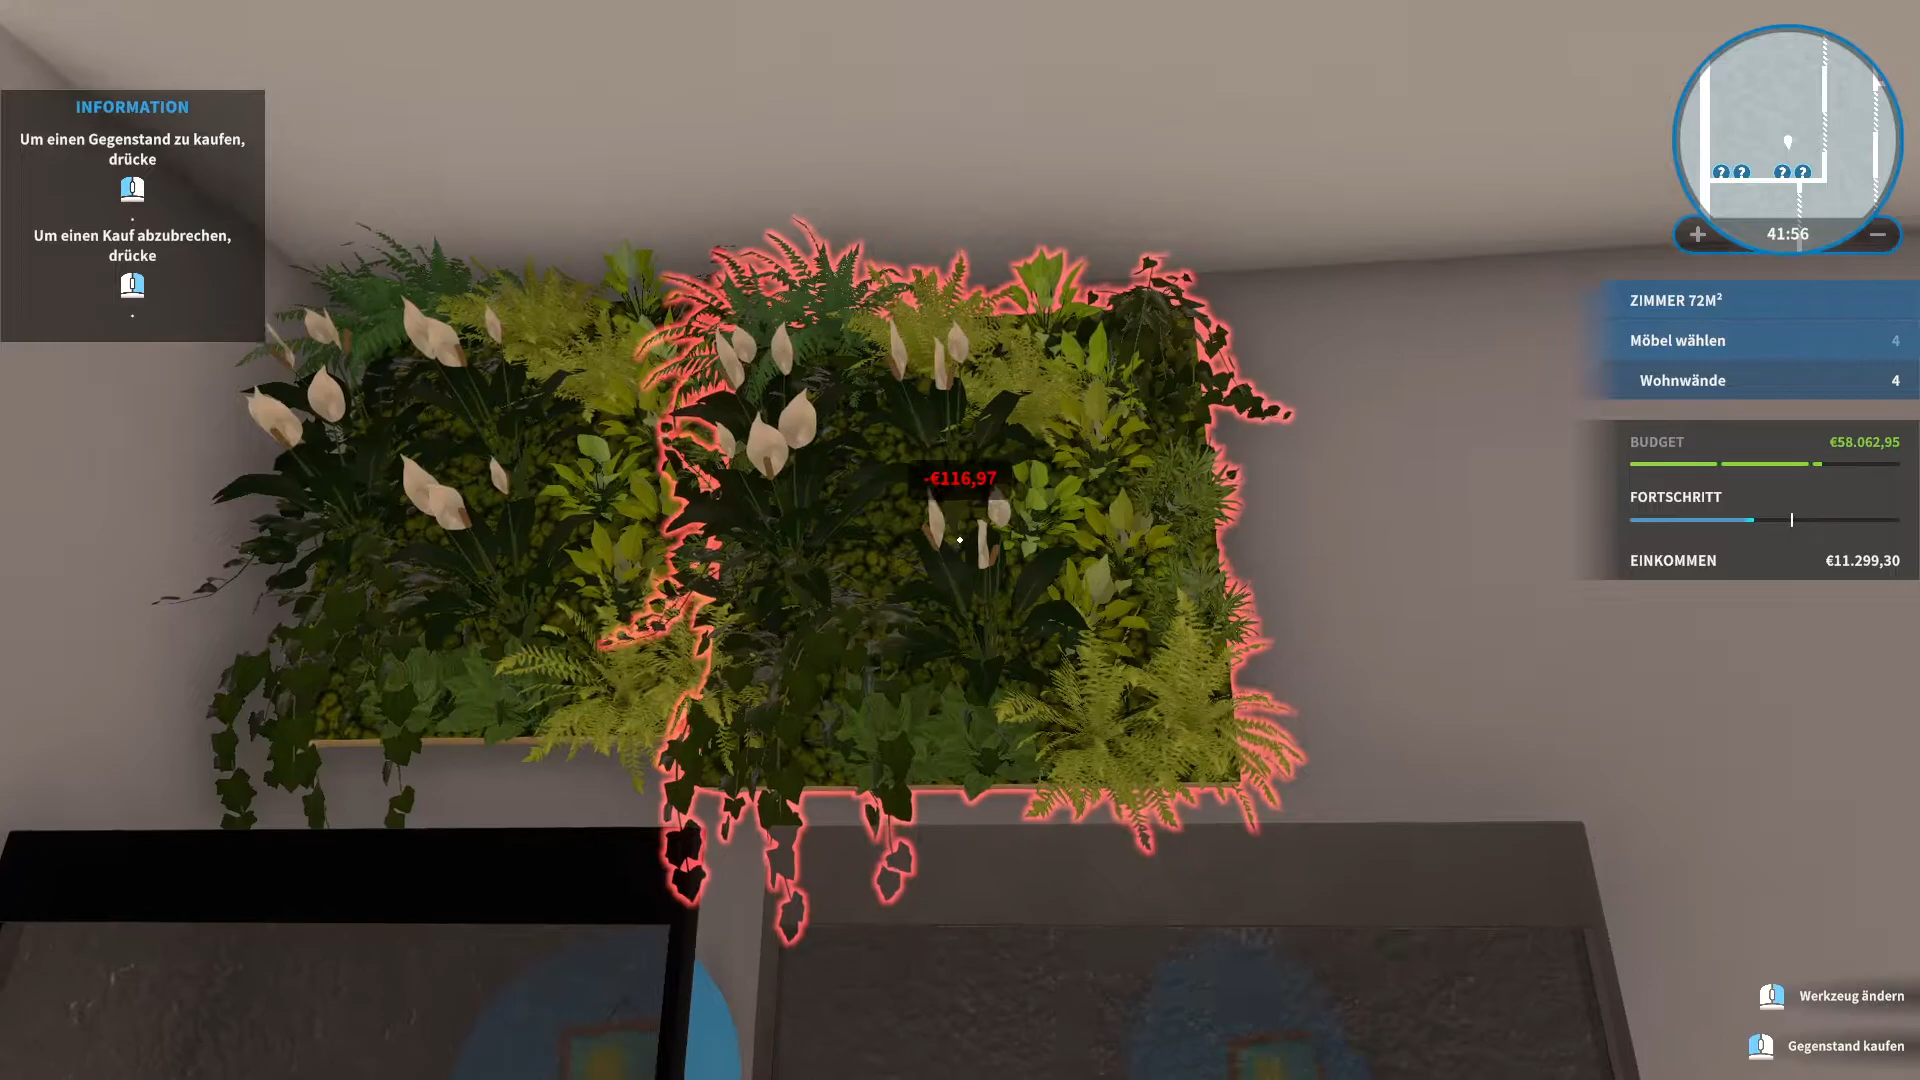 INFORMATION
Um einen Gegenstand zu kaufen,
drücke
.
Um einen Kauf abzubrechen,
drücke
.
? ? ? ?
+ 41:56 −
ZIMMER 72M²
Möbel wählen 4
Wohnwände 4
BUDGET €58.062,95
FORTSCHRITT
EINKOMMEN €11.299,30
-€116,97
Werkzeug ändern
Gegenstand kaufen